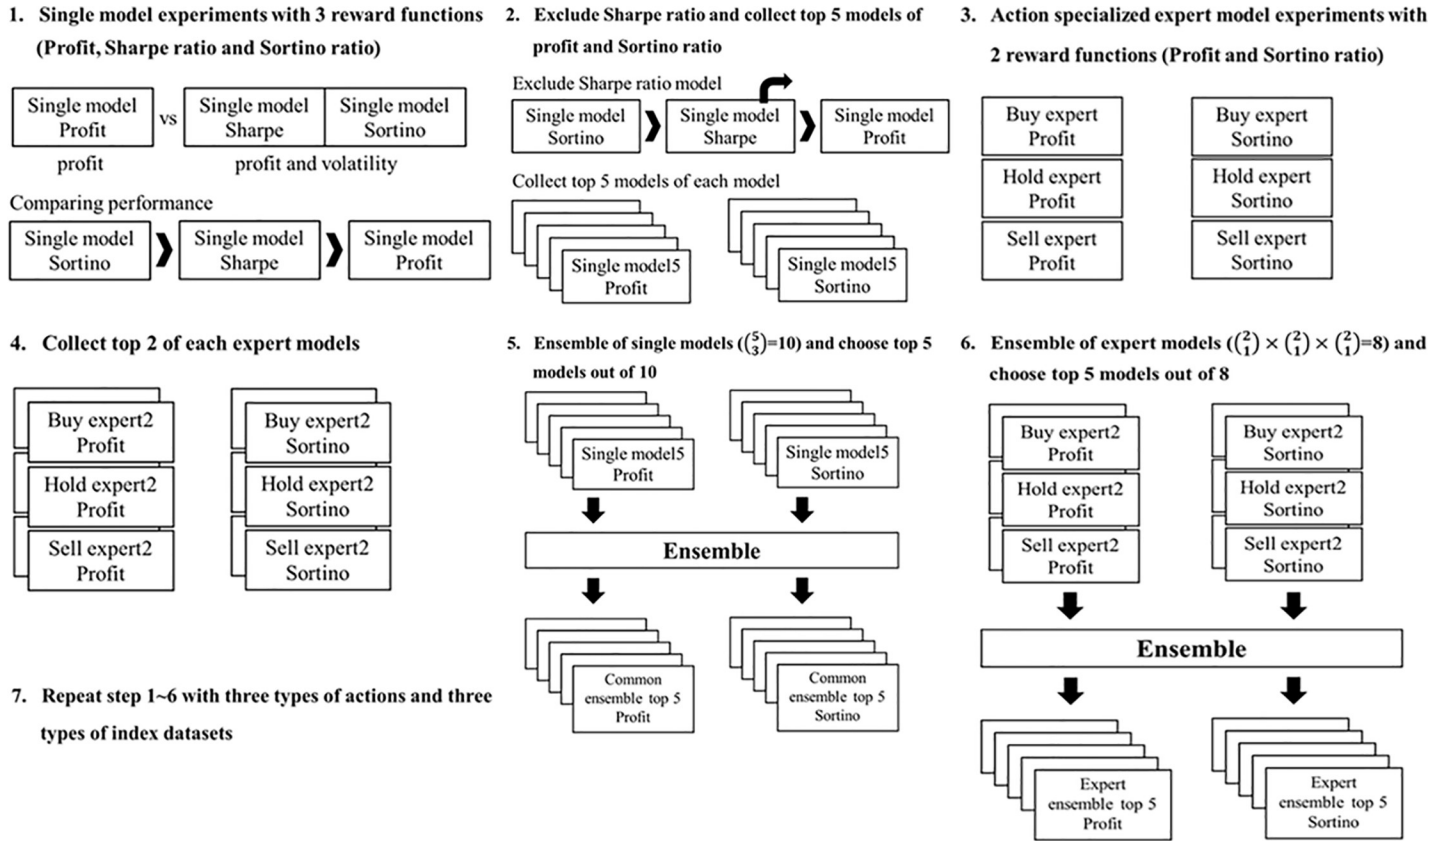 1. Single model experiments with 3 reward functions
(Profit, Sharpe ratio and Sortino ratio)
Single model
Profit
vs
Single model
Sharpe
Single model
Sortino
profit
profit and volatility
Comparing performance
Single model
Sortino
Single model
Sharpe
Single model
Profit
2. Exclude Sharpe ratio and collect top 5 models of
profit and Sortino ratio
Exclude Sharpe ratio model
Single model
Sortino
Single model
Sharpe
Single model
Profit
Collect top 5 models of each model
Single model5
Profit
Single model5
Sortino
3. Action specialized expert model experiments with
2 reward functions (Profit and Sortino ratio)
Buy expert
Profit
Hold expert
Profit
Sell expert
Profit
Buy expert
Sortino
Hold expert
Sortino
Sell expert
Sortino
4. Collect top 2 of each expert models
Buy expert2
Profit
Hold expert2
Profit
Sell expert2
Profit
Buy expert2
Sortino
Hold expert2
Sortino
Sell expert2
Sortino
5. Ensemble of single models ((5 3)=10) and choose top 5
models out of 10
Single model5
Profit
Single model5
Sortino
Ensemble
Common
ensemble top 5
Profit
Common
ensemble top 5
Sortino
6. Ensemble of expert models ((2 1) × (2 1) × (2 1)=8) and
choose top 5 models out of 8
Buy expert2
Profit
Hold expert2
Profit
Sell expert2
Profit
Buy expert2
Sortino
Hold expert2
Sortino
Sell expert2
Sortino
Ensemble
Expert
ensemble top 5
Profit
Expert
ensemble top 5
Sortino
7. Repeat step 1~6 with three types of actions and three
types of index datasets